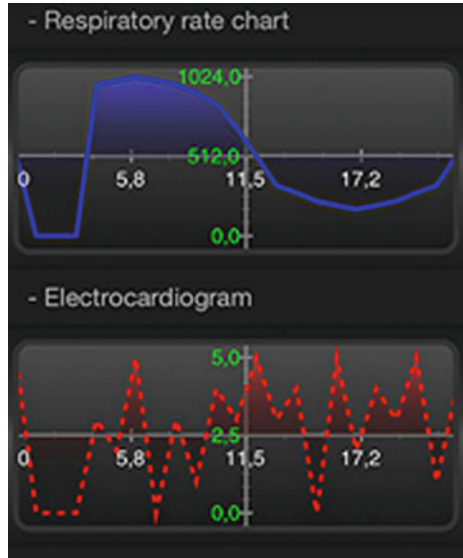 - Respiratory rate chart
1024,0
512,0
0 5,8 11,5 17,2
0,0
- Electrocardiogram
5,0
2,5
0 5,8 11,5 17,2
0,0